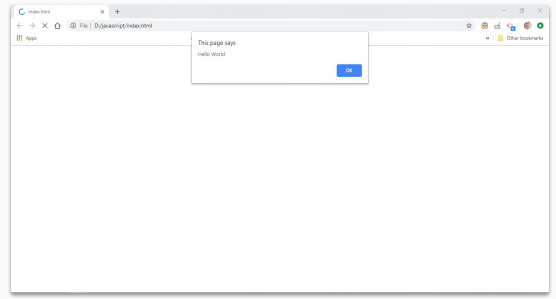 index.html
File D:/javascript/index.html
Apps
Other bookmarks
This page says
Hello World
OK